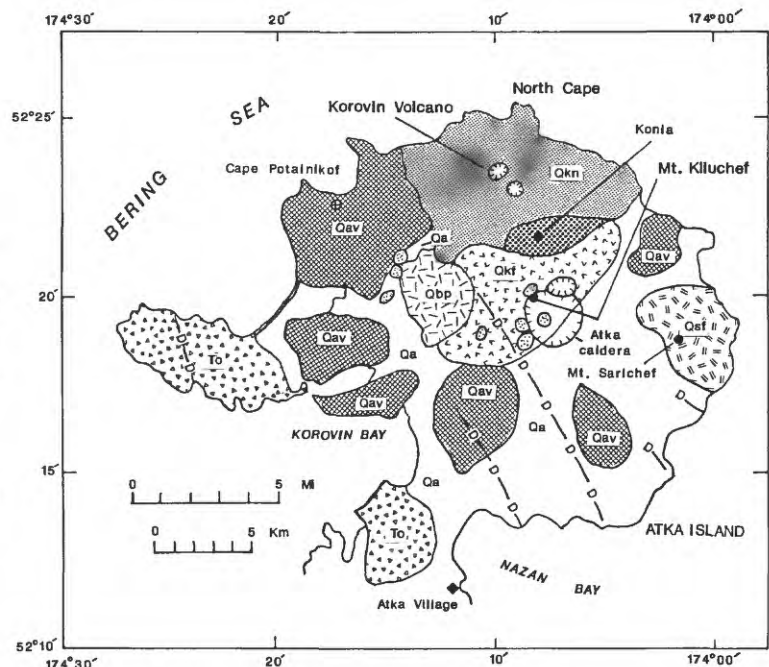 174°30′ 20′ 10′ 174°00′
North Cape
Korovin Volcano
SEA
52°25′
Konia
Cape Potainikof
Mt. Kliuchef
Qkn
BERING
Qav
Qa
Qav
Qkf
20′
Qbp
Qsf
To
Qav
Atka
caldera
Qa
Mt. Sarichef
D
D
D
D
Qav
Qav
D
KOROVIN BAY
Qa
Qav
D
D
D
15′
0 5 Mi
Qa
D
D
0 5 Km
To
D
D
ATKA ISLAND
NAZAN BAY
Atka Village
52°10′
174°30′ 20′ 10′ 174°00′